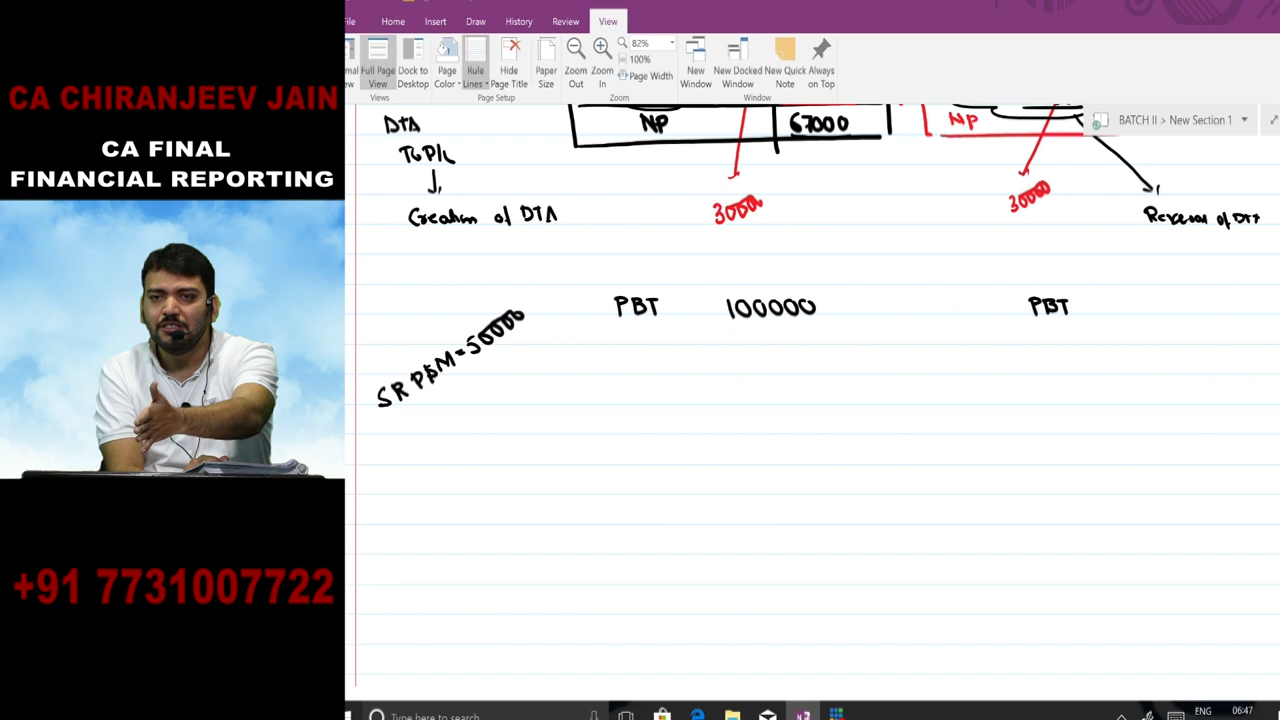 File Home Insert Draw History Review View
Full Page View
Dock to Desktop
Page Color
Rule Lines
Hide Page Title
Paper Size
Zoom Out
Zoom In
82%
100%
Page Width
New Window
New Docked Window
New Quick Note
Always on Top
Views Page Setup Zoom Window
BATCH II > New Section 1
CA CHIRANJEEV JAIN
CA FINAL
FINANCIAL REPORTING
+91 7731007722
DTA
NP 67000
NP
Creation of DTA
30000
30000
Reversal of DTA
PBT 100000
PBT
SR PBM = 50000
Type here to search
ENG 06:47